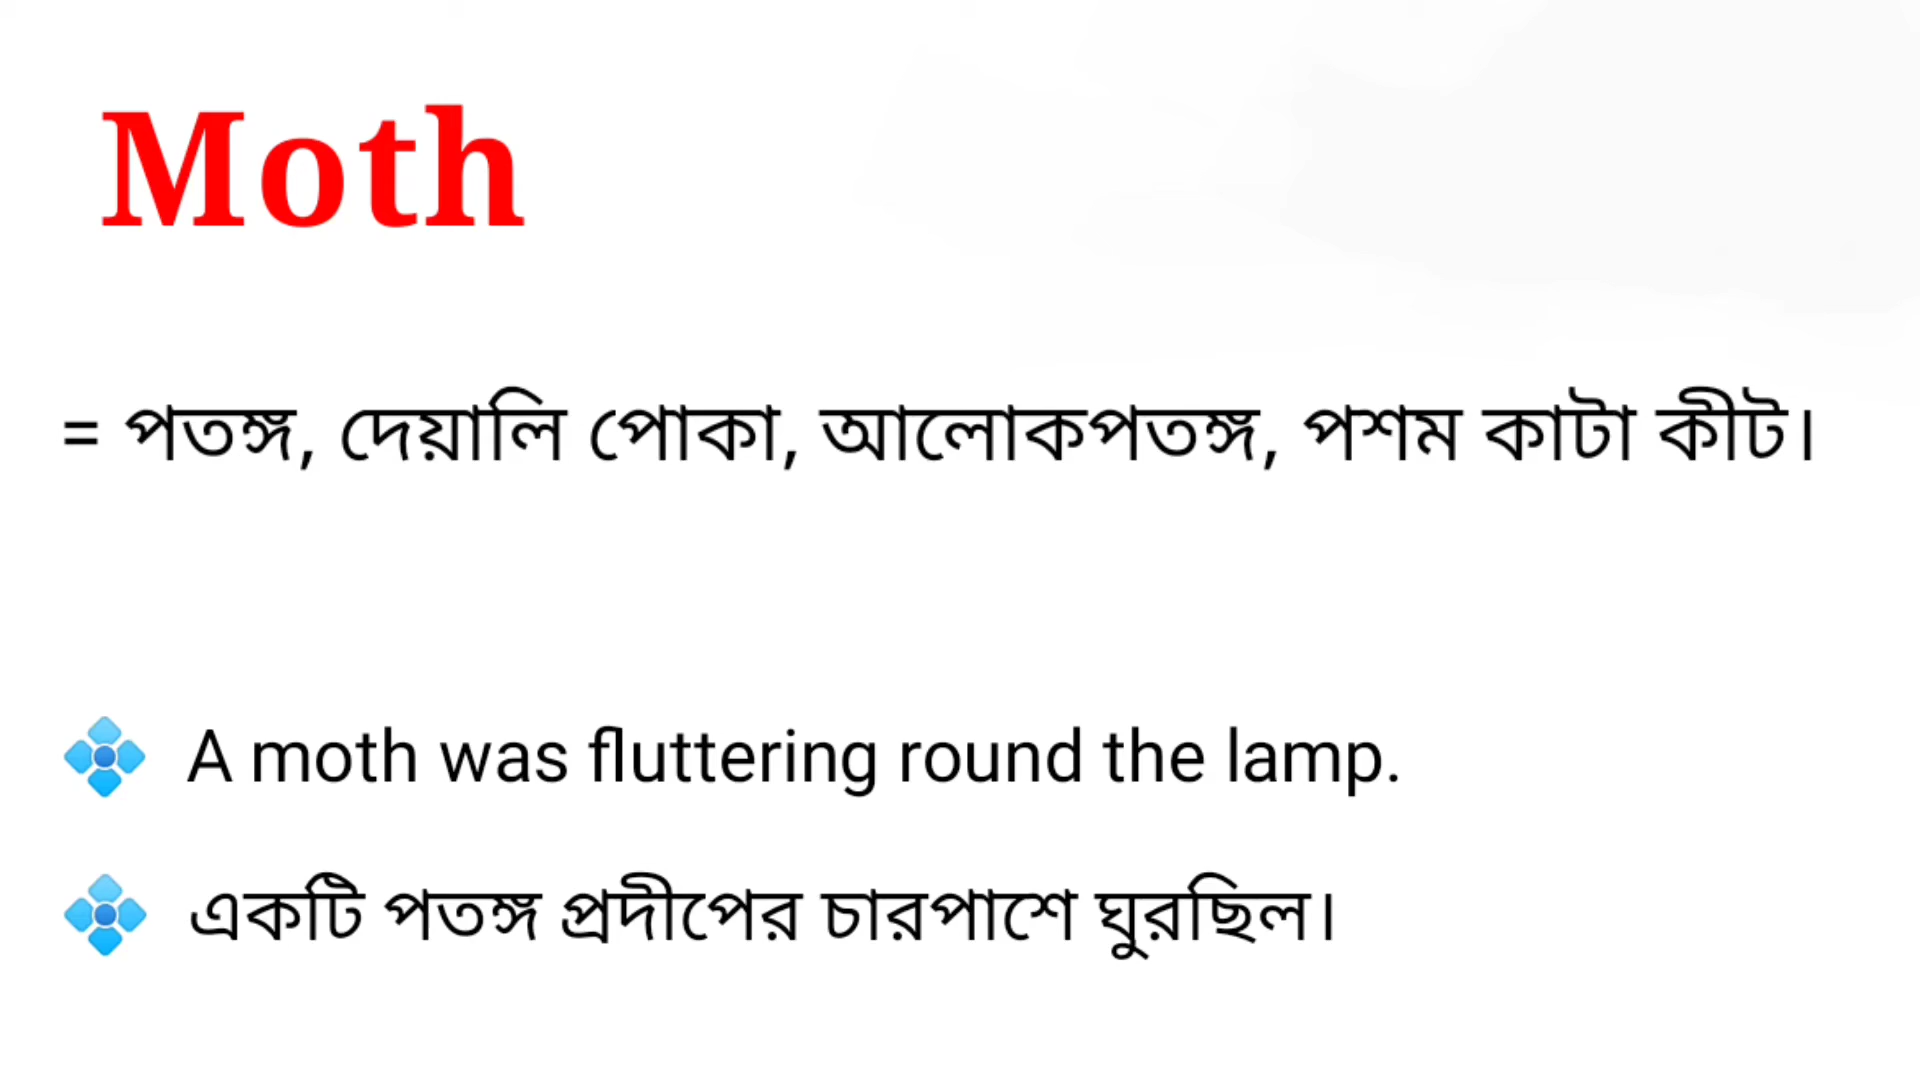 Moth
= পতঙ্গ, দেয়ালি পোকা, আলোকপতঙ্গ, পশম কাটা কীট।
A moth was fluttering round the lamp.
একটি পতঙ্গ প্রদীপের চারপাশে ঘুরছিল।